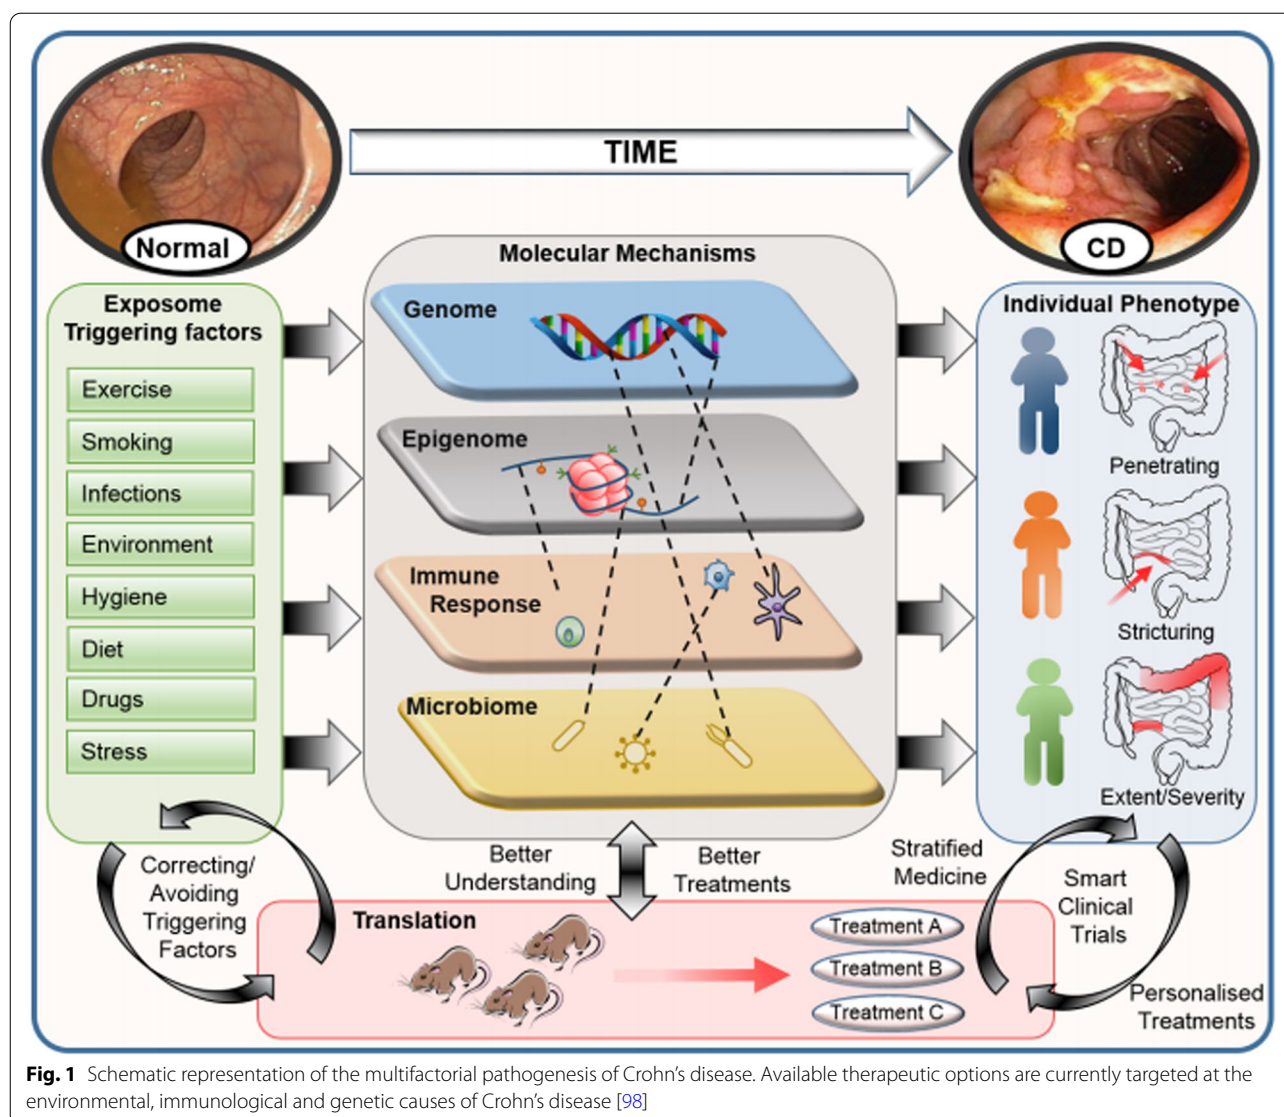 TIME
Normal
CD
Exposome
Triggering factors
Exercise
Smoking
Infections
Environment
Hygiene
Diet
Drugs
Stress
Molecular Mechanisms
Genome
Epigenome
Immune
Response
Microbiome
Individual Phenotype
Penetrating
Stricturing
Extent/Severity
Correcting/
Avoiding
Triggering
Factors
Better
Understanding
Better
Treatments
Stratified
Medicine
Smart
Clinical
Trials
Personalised
Treatments
Translation
Treatment A
Treatment B
Treatment C
Fig. 1 Schematic representation of the multifactorial pathogenesis of Crohn's disease. Available therapeutic options are currently targeted at the
environmental, immunological and genetic causes of Crohn's disease [98]